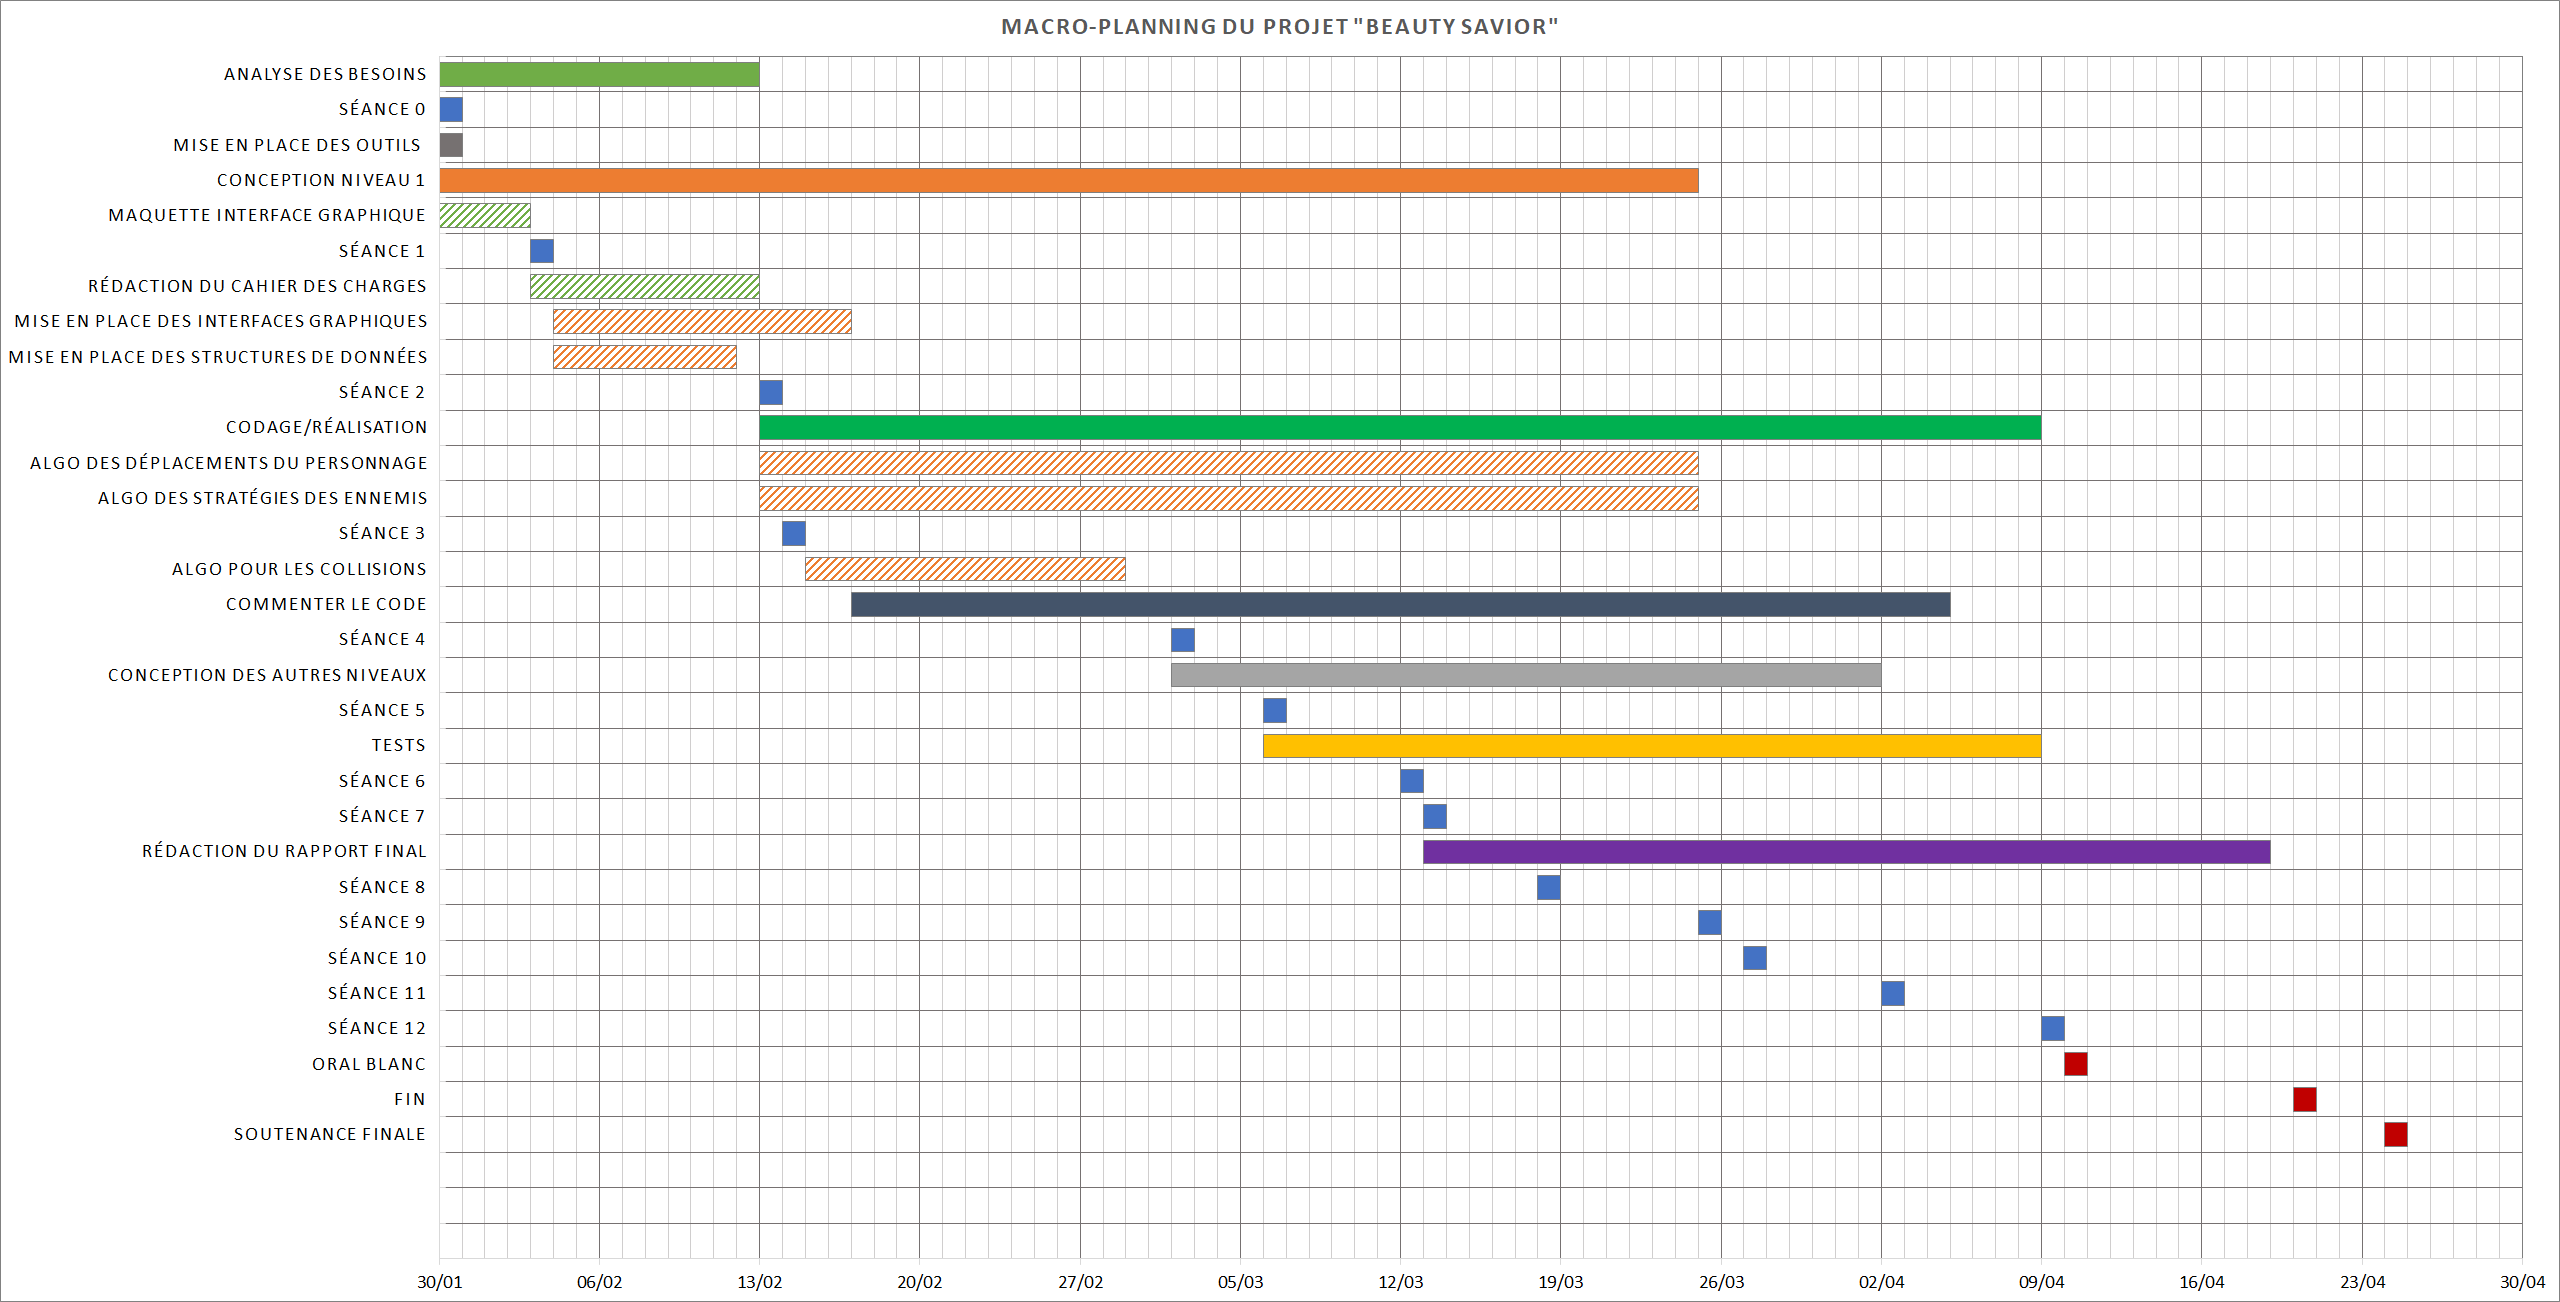 MACRO-PLANNING DU PROJET "BEAUTY SAVIOR"
ANALYSE DES BESOINS
SÉANCE 0
MISE EN PLACE DES OUTILS
CONCEPTION NIVEAU 1
MAQUETTE INTERFACE GRAPHIQUE
SÉANCE 1
RÉDACTION DU CAHIER DES CHARGES
MISE EN PLACE DES INTERFACES GRAPHIQUES
MISE EN PLACE DES STRUCTURES DE DONNÉES
SÉANCE 2
CODAGE/RÉALISATION
ALGO DES DÉPLACEMENTS DU PERSONNAGE
ALGO DES STRATÉGIES DES ENNEMIS
SÉANCE 3
ALGO POUR LES COLLISIONS
COMMENTER LE CODE
SÉANCE 4
CONCEPTION DES AUTRES NIVEAUX
SÉANCE 5
TESTS
SÉANCE 6
SÉANCE 7
RÉDACTION DU RAPPORT FINAL
SÉANCE 8
SÉANCE 9
SÉANCE 10
SÉANCE 11
SÉANCE 12
ORAL BLANC
FIN
SOUTENANCE FINALE
30/01 06/02 13/02 20/02 27/02 05/03 12/03 19/03 26/03 02/04 09/04 16/04 23/04 30/04